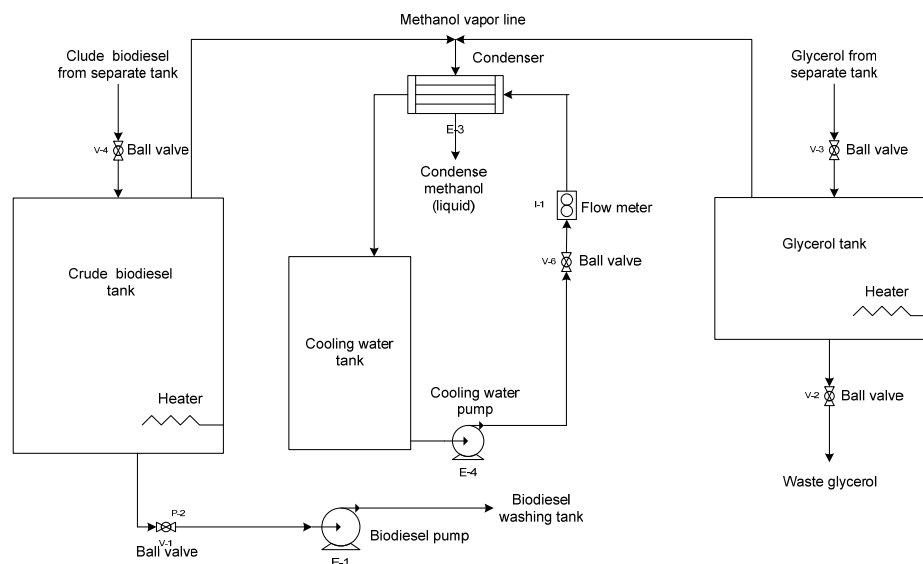 Methanol vapor line
Clude biodiesel
from separate tank
Condenser
Glycerol from
separate tank
V-4
Ball valve
E-3
V-3
Ball valve
Condense
methanol
(liquid)
I-1
Flow meter
Crude biodiesel
tank
V-6
Ball valve
Glycerol tank
Heater
Cooling water
tank
Cooling water
pump
Heater
V-2
Ball valve
E-4
Waste glycerol
Biodiesel
washing tank
P-2
V-1
Ball valve
Biodiesel pump
E-1